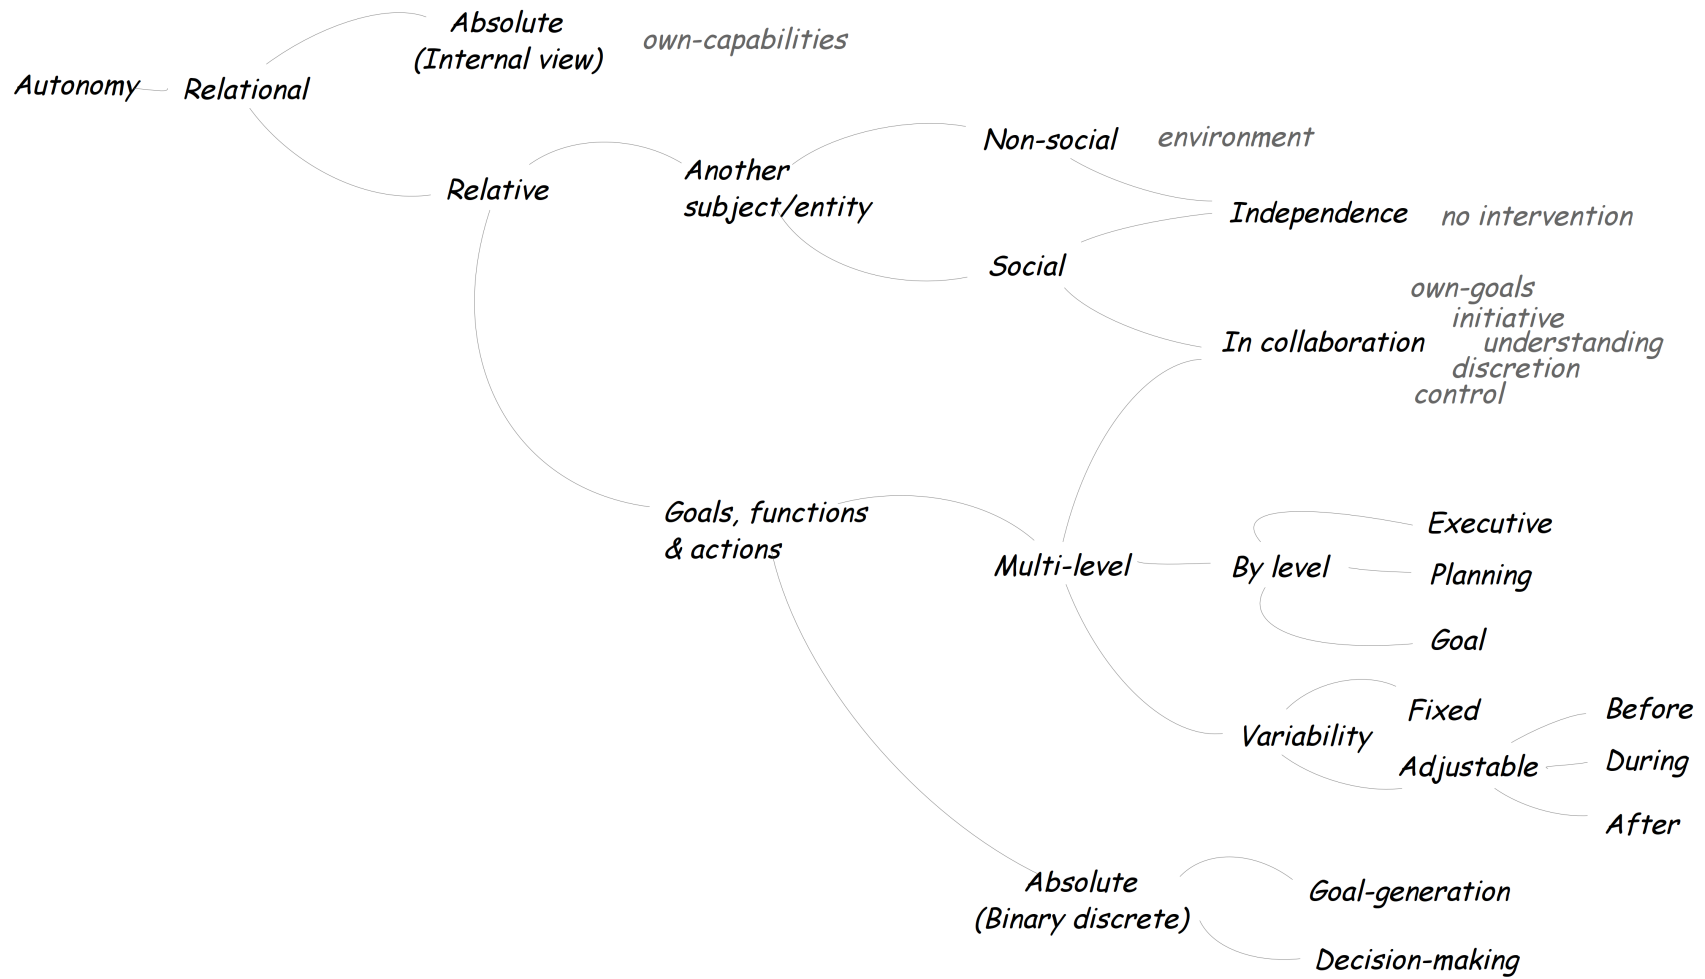 Autonomy
Relational
Absolute
(Internal view)
own-capabilities
Relative
Another
subject/entity
Non-social
environment
Independence
no intervention
Social
In collaboration
own-goals
initiative
understanding
discretion
control
Goals, functions
& actions
Multi-level
By level
Executive
Planning
Goal
Variability
Fixed
Adjustable
Before
During
After
Absolute
(Binary discrete)
Goal-generation
Decision-making